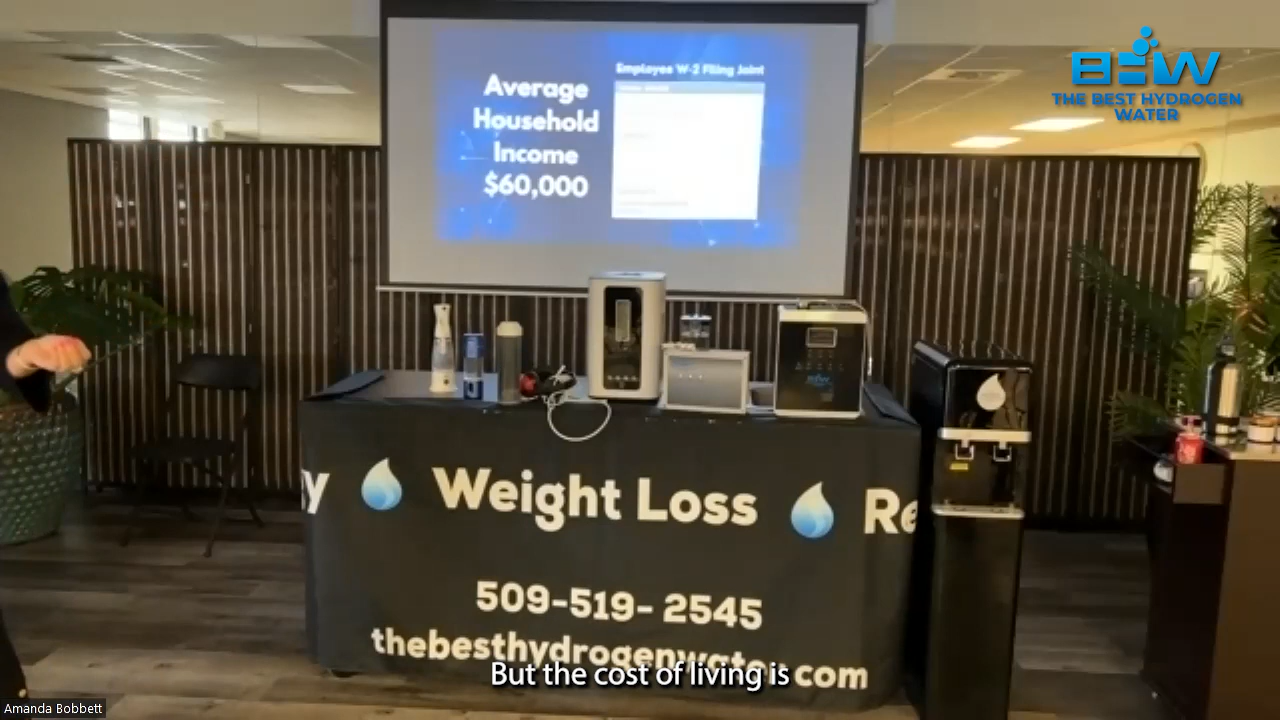 Average
Household
Income
$60,000
Employee W-2 Filing Joint
BHW
THE BEST HYDROGEN
WATER
Weight Loss
Re
509-519- 2545
thebesthydrogenwater.com
But the cost of living is
Amanda Bobbett